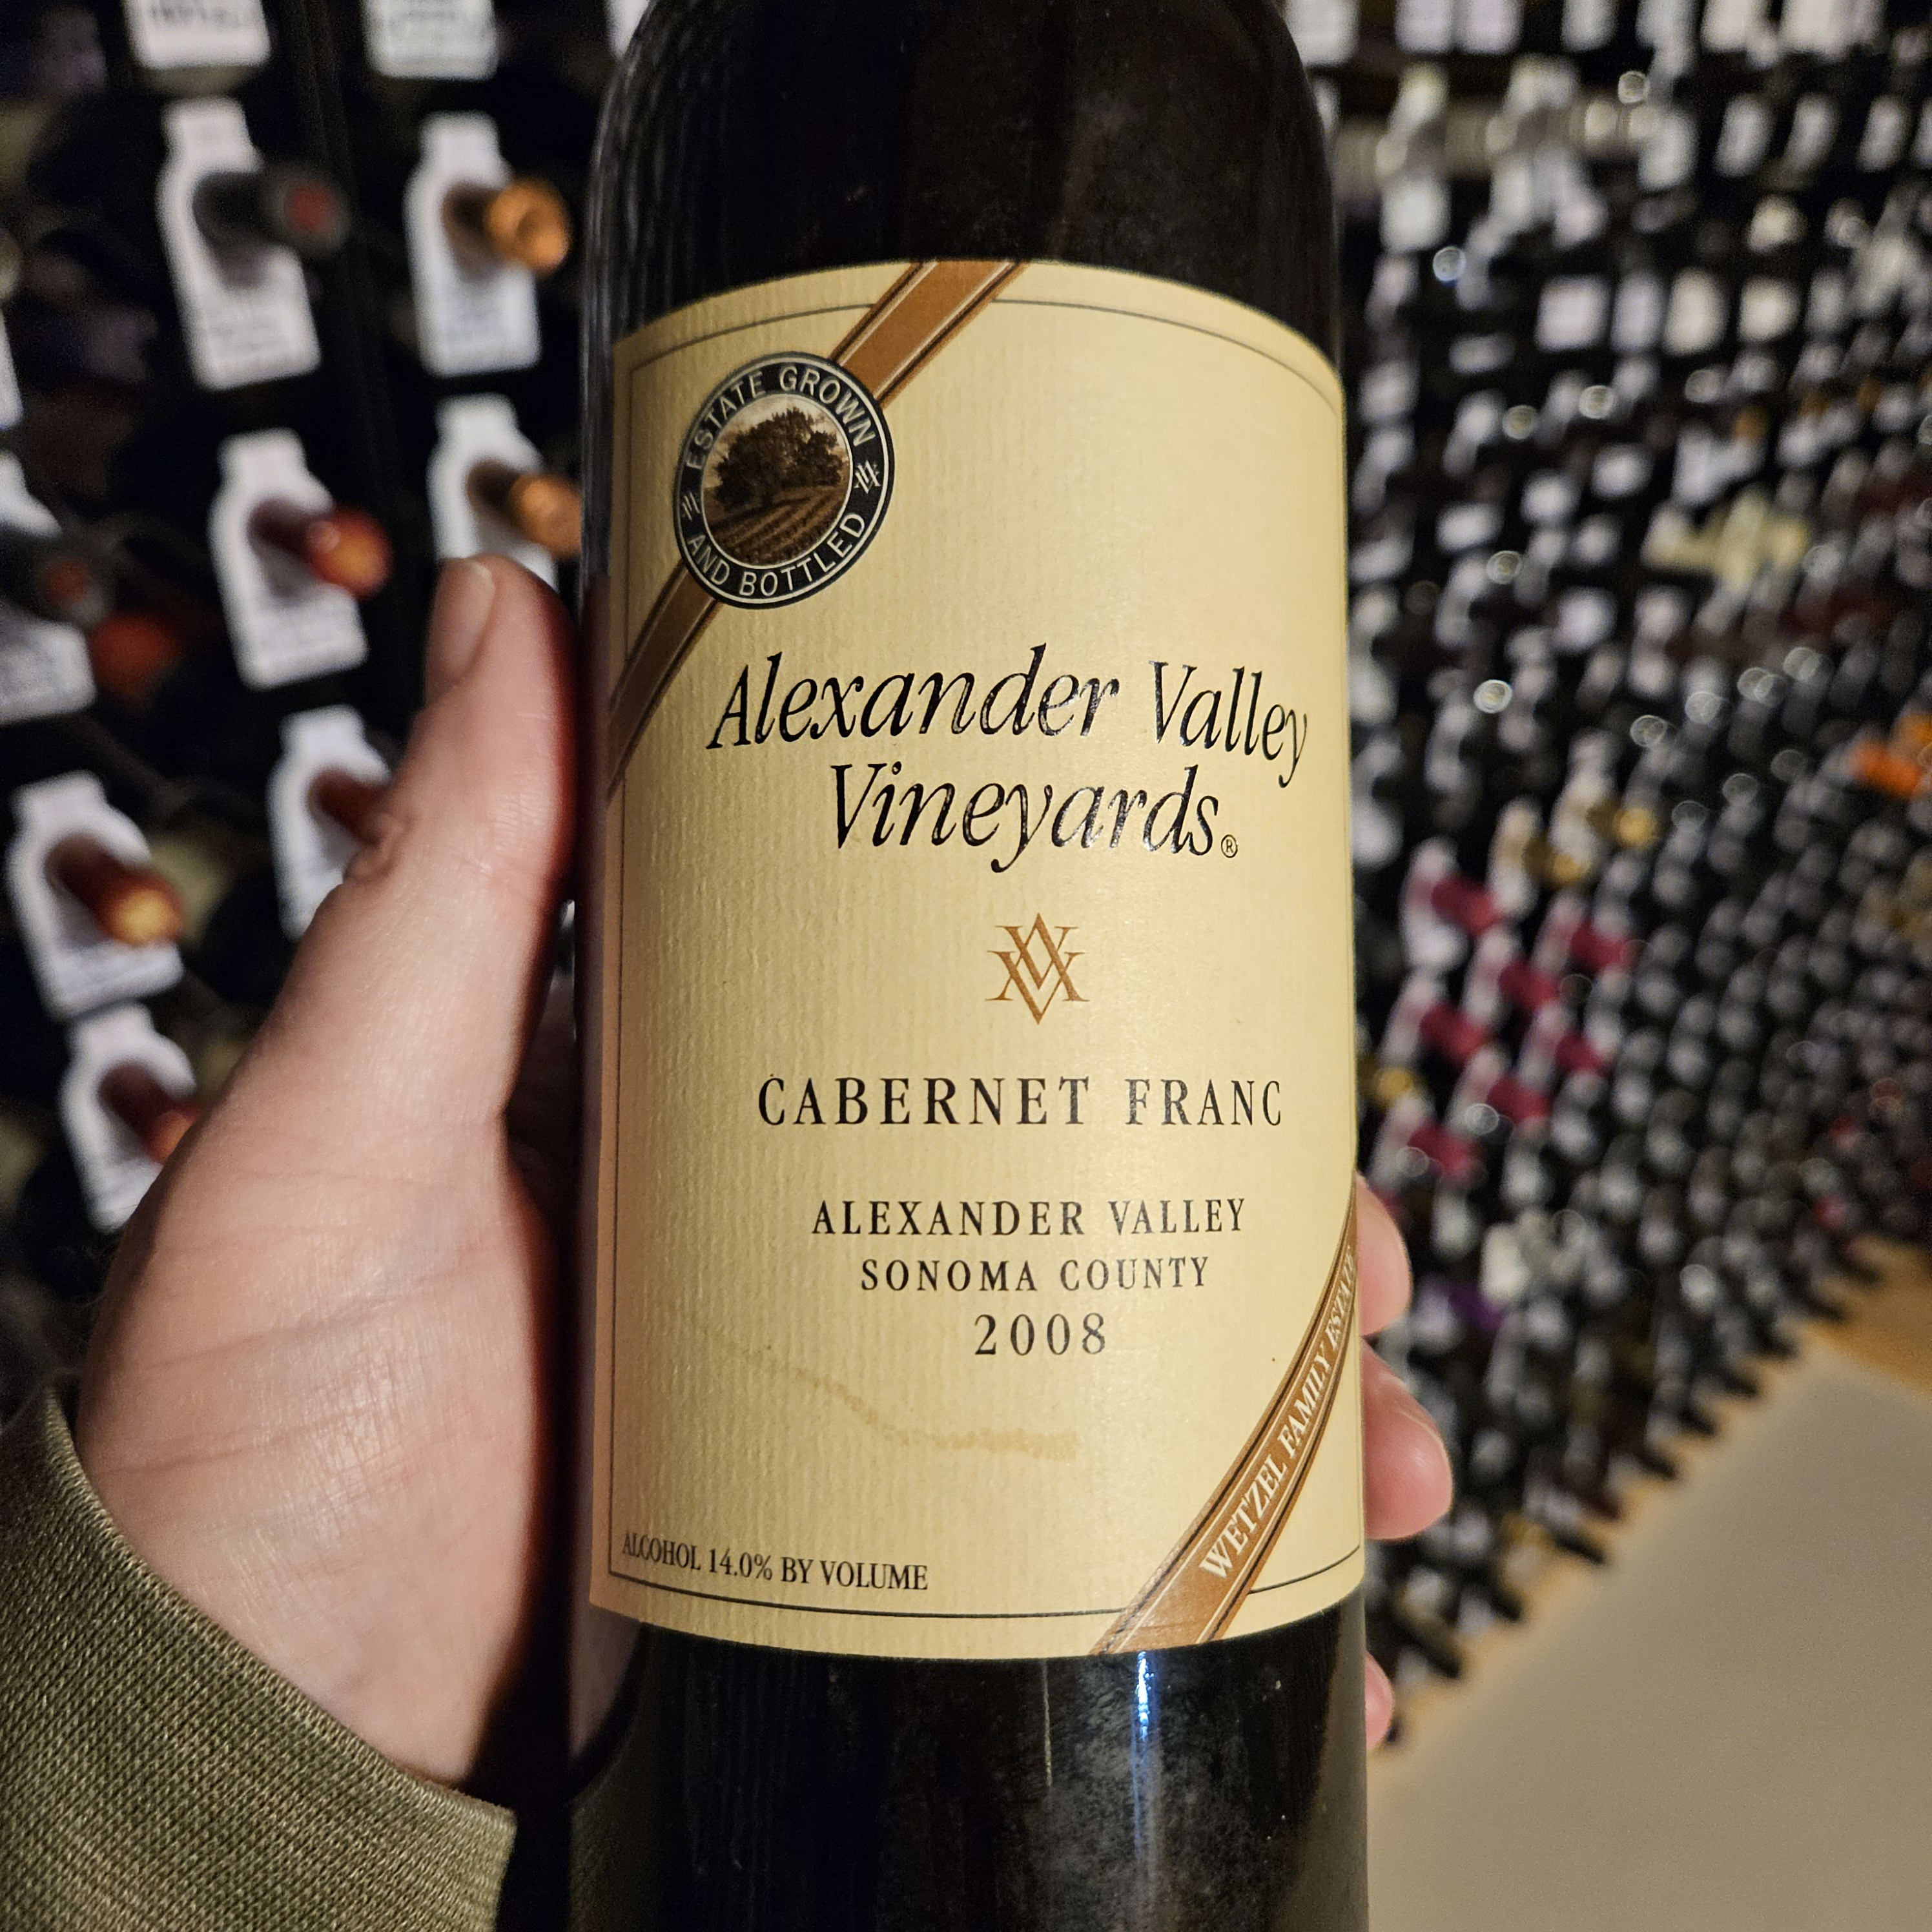 ESTATE GROWN
AND BOTTLED
Alexander Valley
Vineyards®
CABERNET FRANC
ALEXANDER VALLEY
SONOMA COUNTY
2008
WETZEL FAMILY ESTATE
ALCOHOL 14.0% BY VOLUME